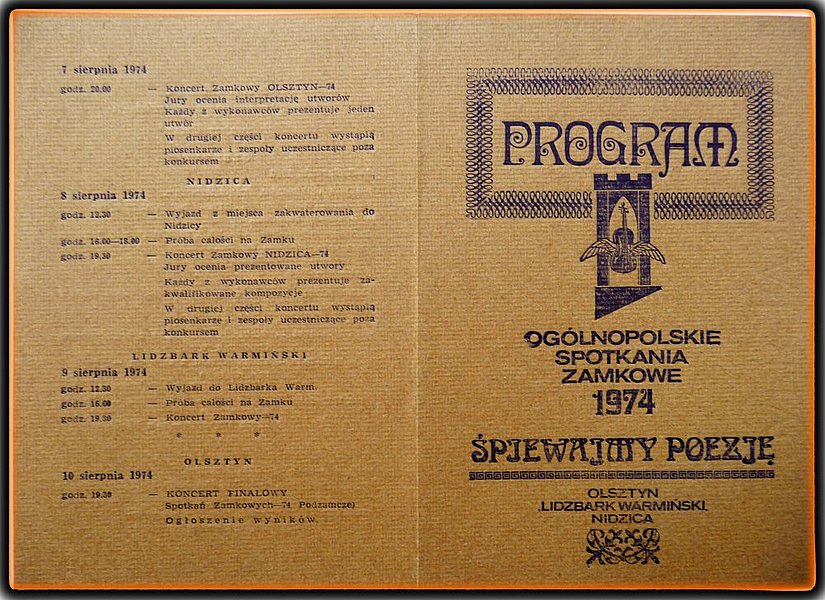 7 sierpnia 1974
godz. 20.00 — Koncert Zamkowy OLSZTYN—74
Jury ocenia interpretację utworów
Każdy z wykonawców prezentuje jeden
utwór
W drugiej części koncertu wystąpią
piosenkarze i zespoły uczestniczące poza
konkursem
NIDZICA
8 sierpnia 1974
godz. 12.30 — Wyjazd z miejsca zakwaterowania do
Nidzicy
godz. 16.00—18.00 — Próba całości na Zamku
godz. 19.30 — Koncert Zamkowy NIDZICA—74
Jury ocenia prezentowane utwory
Każdy z wykonawców prezentuje za-
kwalifikowane kompozycje
W drugiej części koncertu wystąpią
piosenkarze i zespoły uczestniczące poza
konkursem
LIDZBARK WARMIŃSKI
9 sierpnia 1974
godz. 12.30 — Wyjazd do Lidzbarka Warm.
godz. 16.00 — Próba całości na Zamku
godz. 19.30 — Koncert Zamkowy—74
* * *
OLSZTYN
10 sierpnia 1974
godz. 19.30 — KONCERT FINAŁOWY
Spotkań Zamkowych—74 Podzamcze)
Ogłoszenie wyników.
PROGRAM
OGÓLNOPOLSKIE
SPOTKANIA
ZAMKOWE
1974
ŚPIEWAJMY POEZJĘ
OLSZTYN
LIDZBARK WARMIŃSKI
NIDZICA